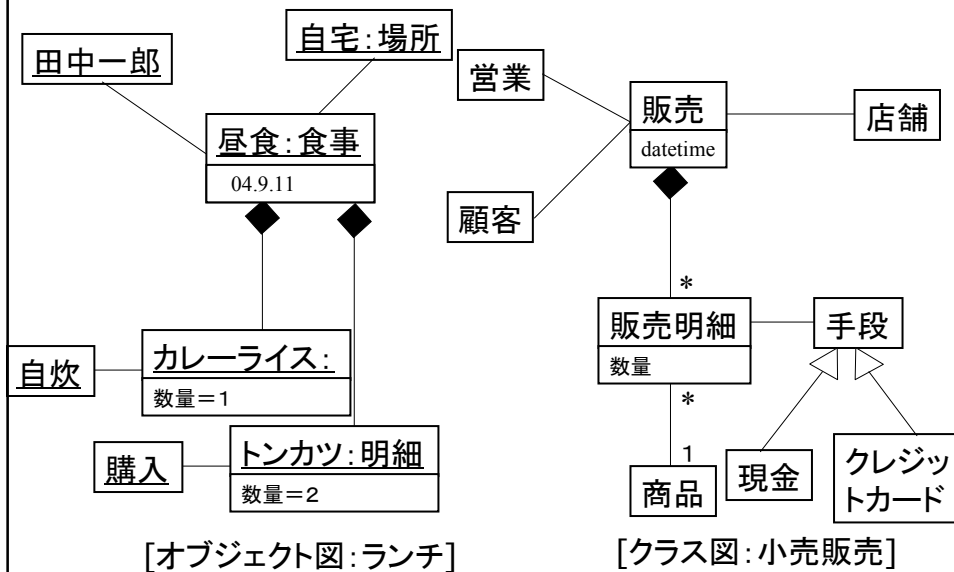 自宅:場所
田中一郎
昼食:食事
04.9.11
カレーライス:
数量=1
自炊
トンカツ:明細
数量=2
購入
[オブジェクト図:ランチ]
営業
販売
datetime
店舗
顧客
*
販売明細
数量
手段
*
1
商品
現金
クレジッ
トカード
[クラス図:小売販売]